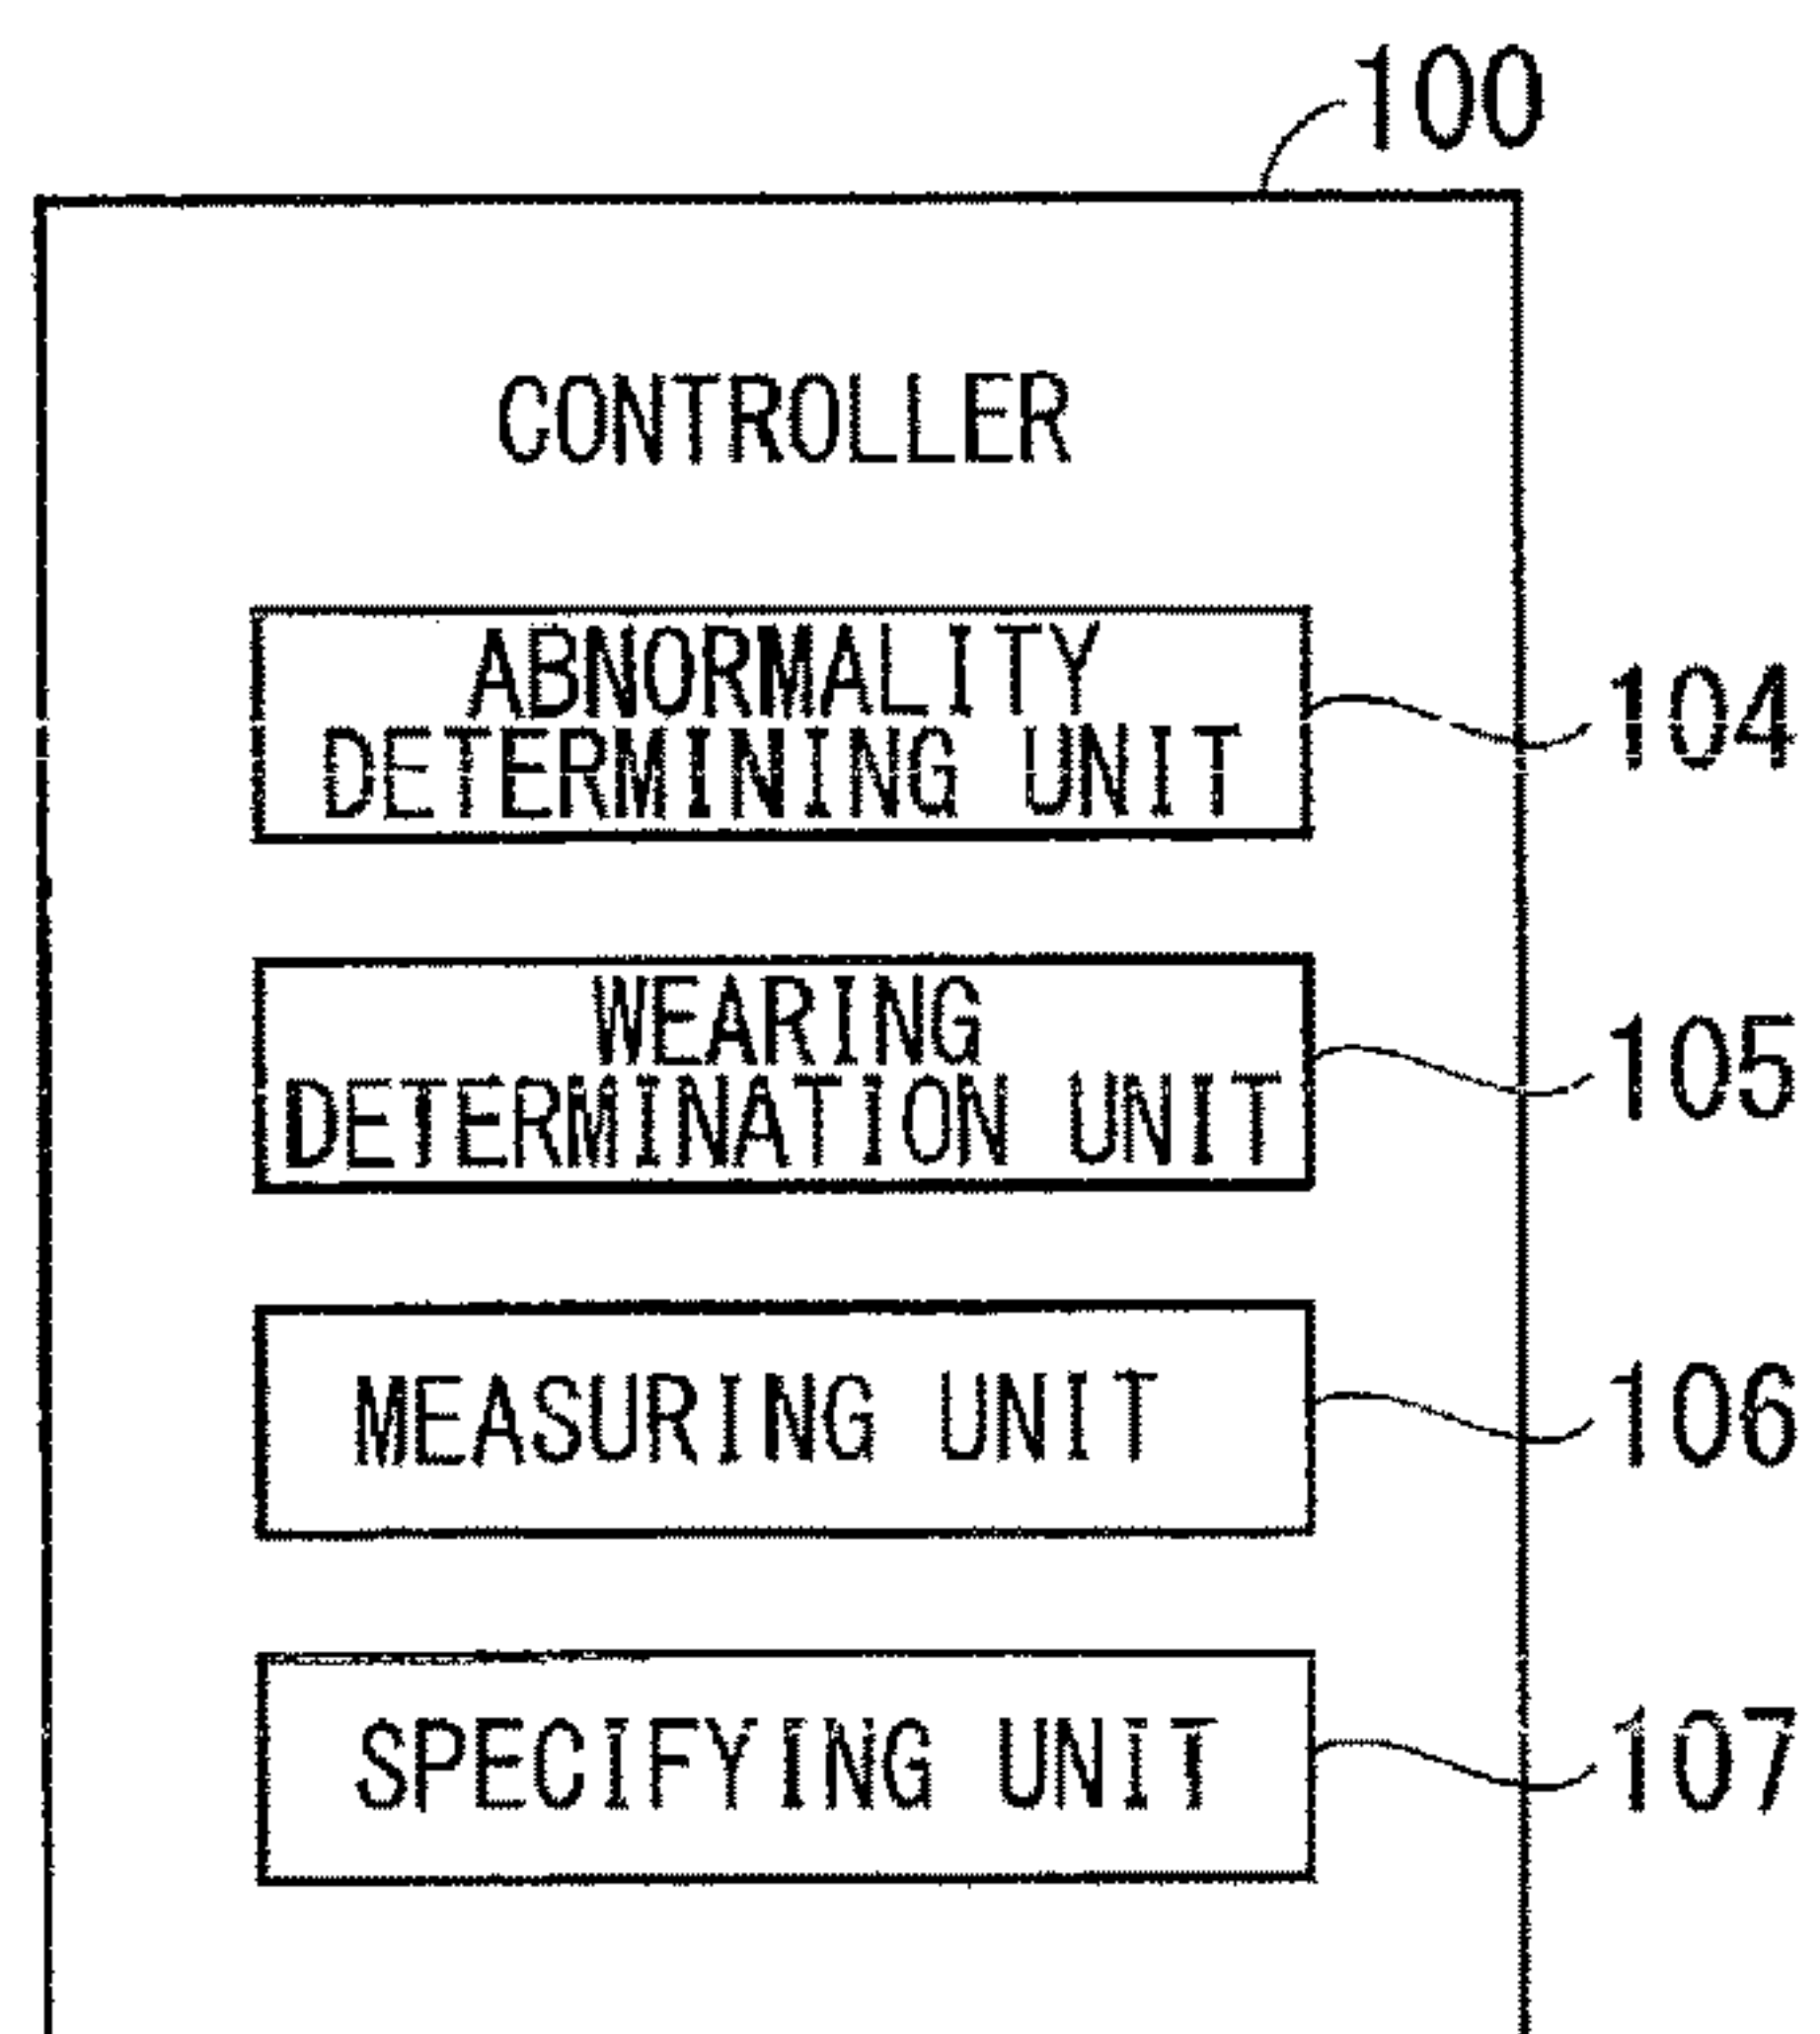 100
CONTROLLER
ABNORMALITY
DETERMINING UNIT
104
WEARING
DETERMINATION UNIT
105
MEASURING UNIT
106
SPECIFYING UNIT
107